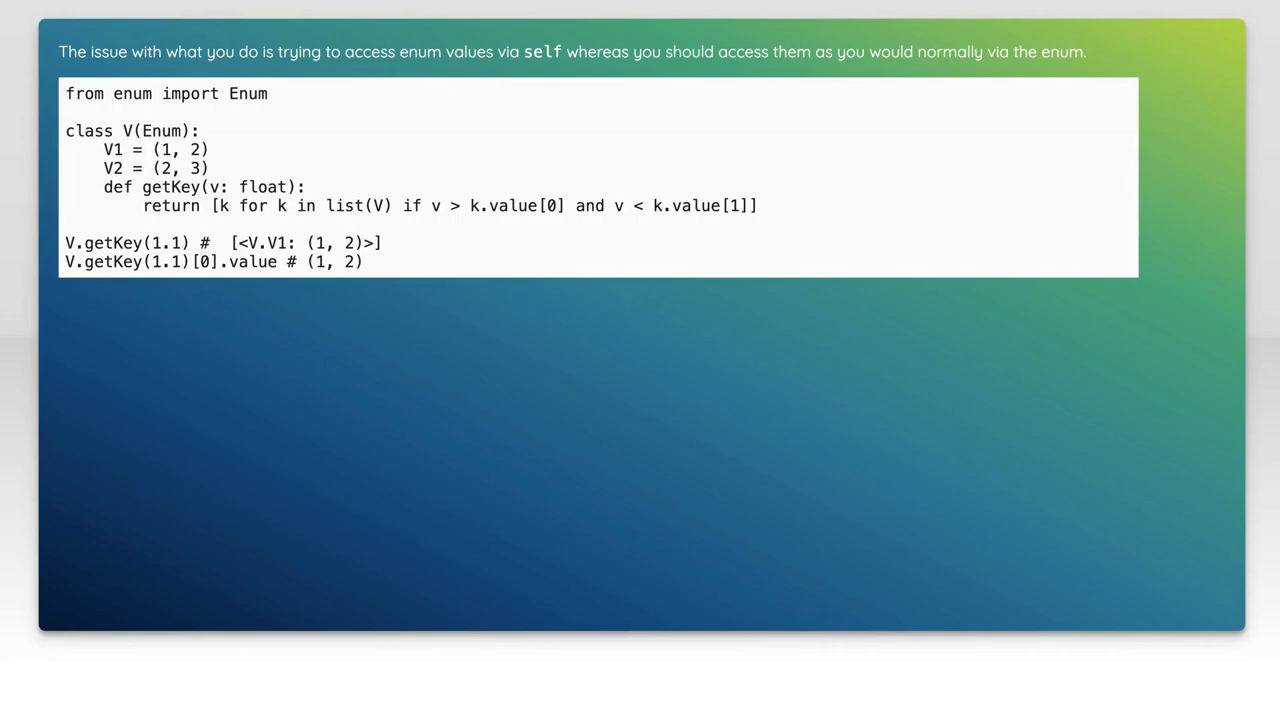 The issue with what you do is trying to access enum values via self whereas you should access them as you would normally via the enum.
from enum import Enum
class V(Enum):
    V1 = (1, 2)
    V2 = (2, 3)
    def getKey(v: float):
        return [k for k in list(V) if v > k.value[0] and v < k.value[1]]
V.getKey(1.1) #  [<V.V1: (1, 2)>]
V.getKey(1.1)[0].value # (1, 2)